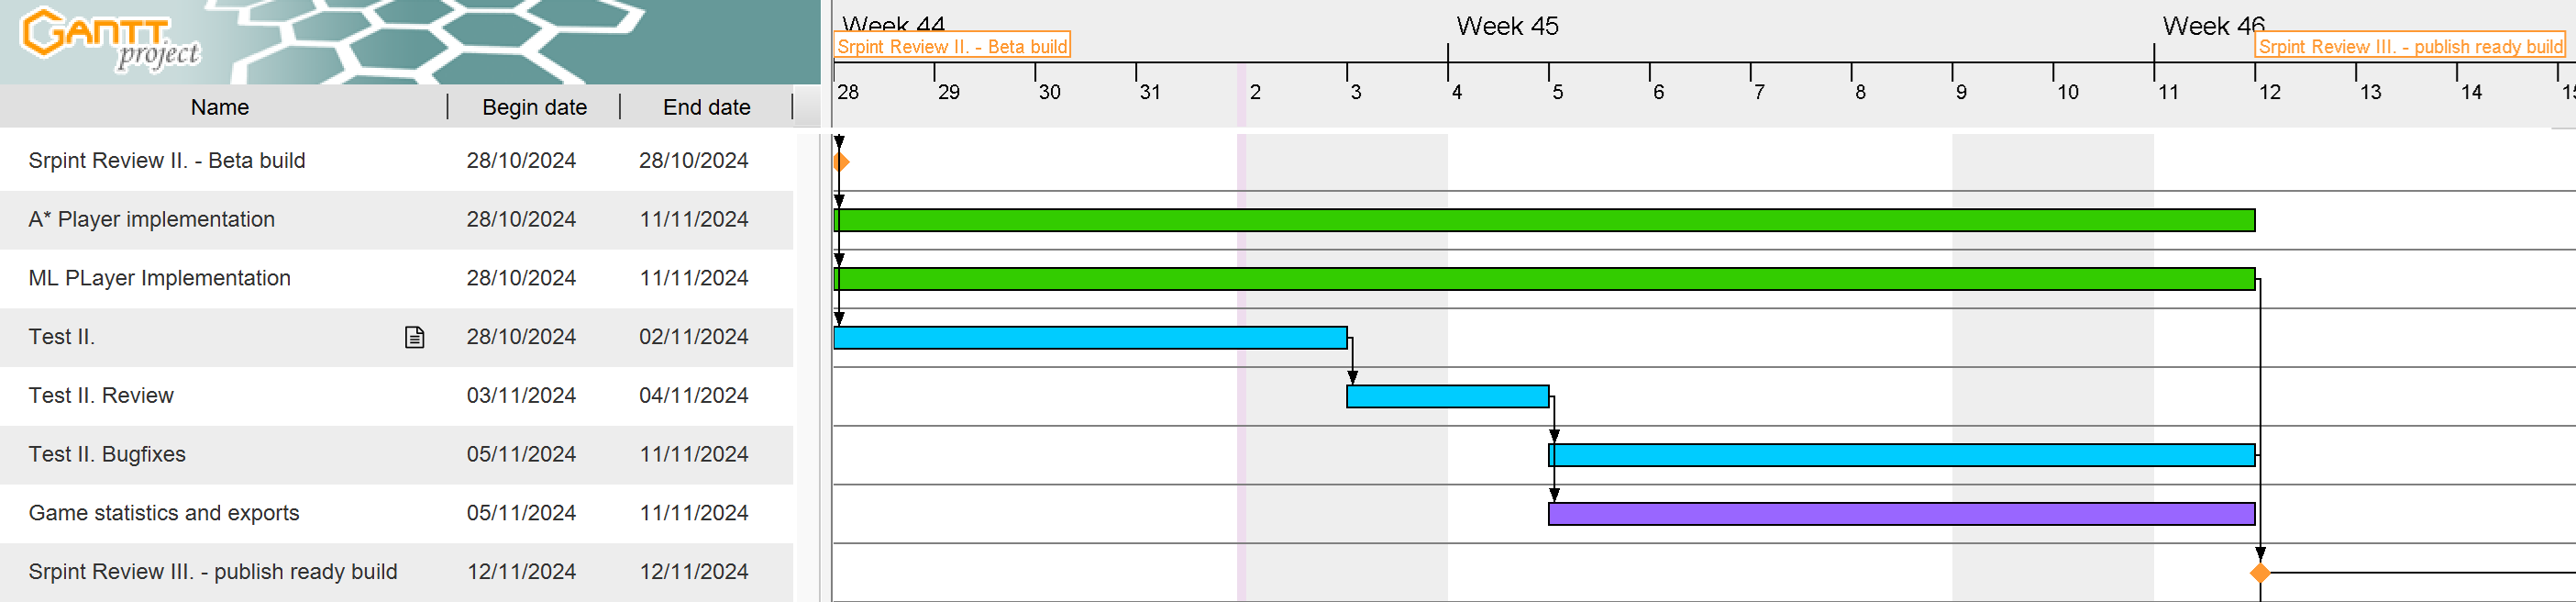 GANTT project
Week 44 Week 45 Week 46
Srpint Review II. - Beta build Srpint Review III. - publish ready build
28 29 30 31 2 3 4 5 6 7 8 9 10 11 12 13 14
Name Begin date End date
Srpint Review II. - Beta build 28/10/2024 28/10/2024
A* Player implementation 28/10/2024 11/11/2024
ML PLayer Implementation 28/10/2024 11/11/2024
Test II. 28/10/2024 02/11/2024
Test II. Review 03/11/2024 04/11/2024
Test II. Bugfixes 05/11/2024 11/11/2024
Game statistics and exports 05/11/2024 11/11/2024
Srpint Review III. - publish ready build 12/11/2024 12/11/2024